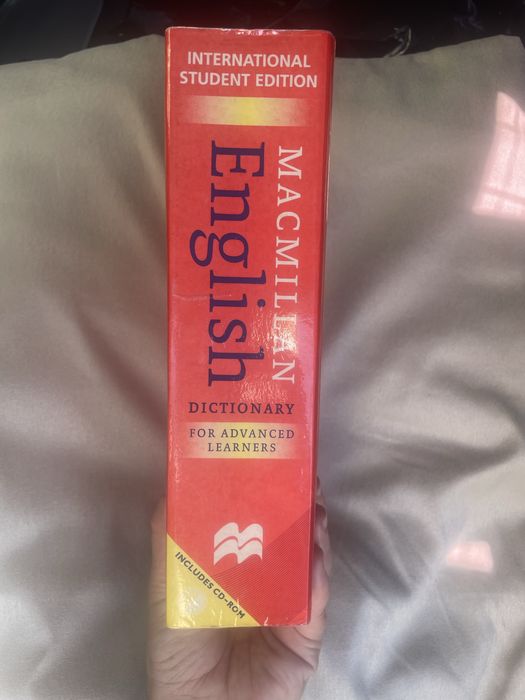 INTERNATIONAL
STUDENT EDITION
MACMILLAN
English
DICTIONARY
FOR ADVANCED
LEARNERS
INCLUDES CD-ROM